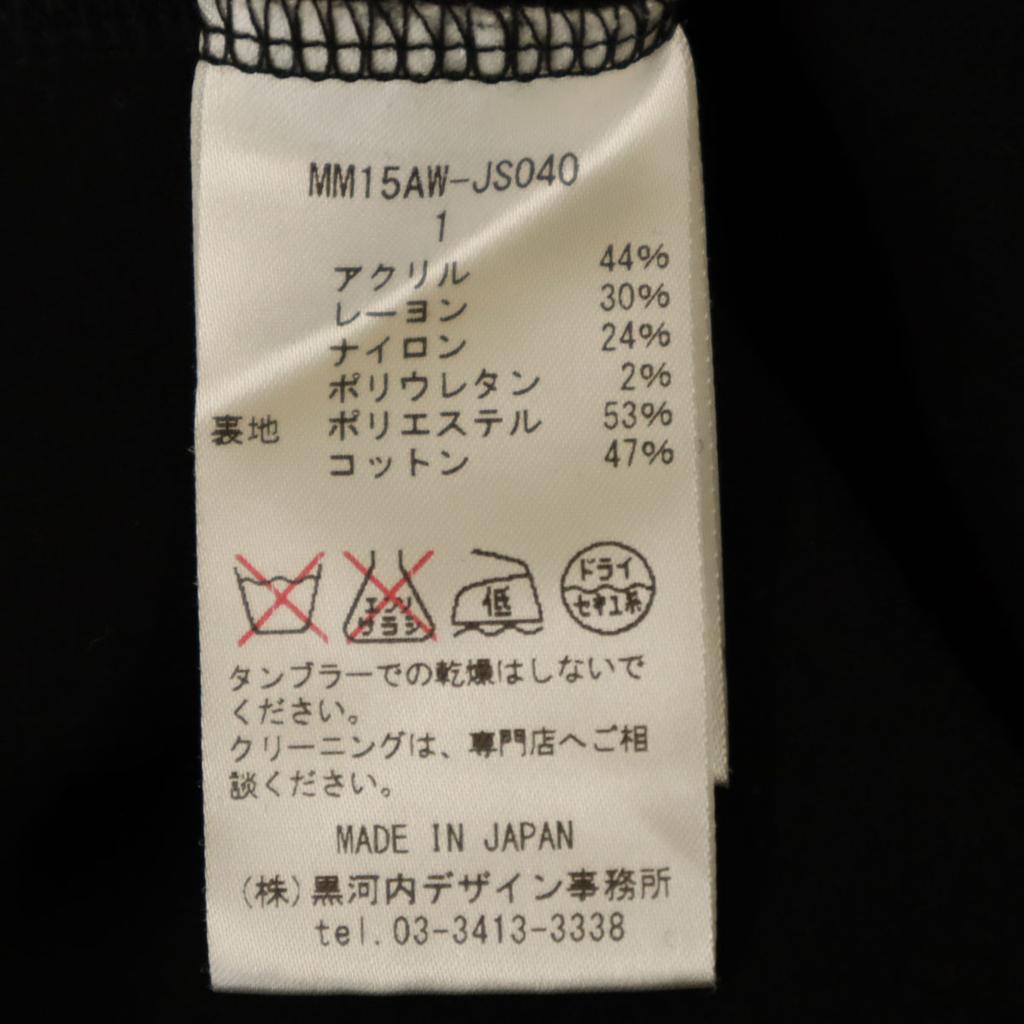 MM15AW-JS040
1
アクリル 44%
レーヨン 30%
ナイロン 24%
ポリウレタン 2%
裏地 ポリエステル 53%
コットン 47%
エンソ
サラシ
低
ドライ
セキユ系
タンブラーでの乾燥はしないで
ください。
クリーニングは、専門店へご相
談ください。
MADE IN JAPAN
(株)黒河内デザイン事務所
tel.03-3413-3338